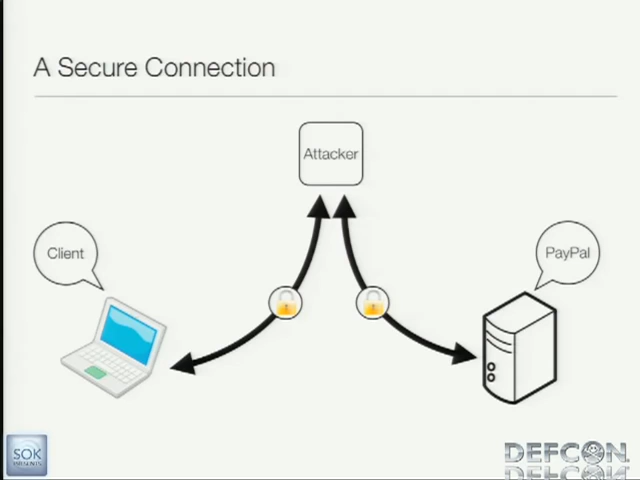 A Secure Connection
Attacker
Client
PayPal
SOK
DEFCON